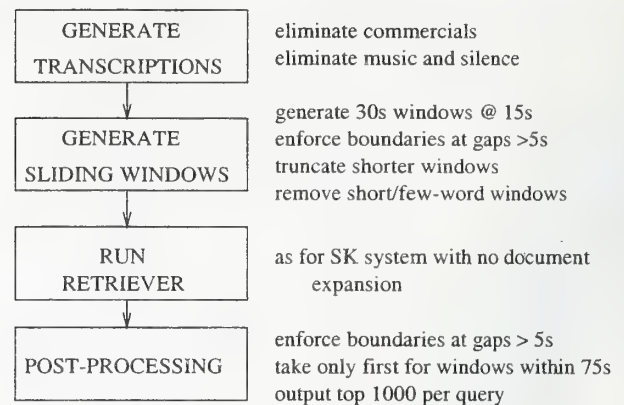 GENERATE
TRANSCRIPTIONS
eliminate commercials
eliminate music and silence
GENERATE
SLIDING WINDOWS
generate 30s windows @ 15s
enforce boundaries at gaps >5s
truncate shorter windows
remove short/few-word windows
RUN
RETRIEVER
as for SK system with no document
expansion
POST-PROCESSING
enforce boundaries at gaps > 5s
take only first for windows within 75s
output top 1000 per query